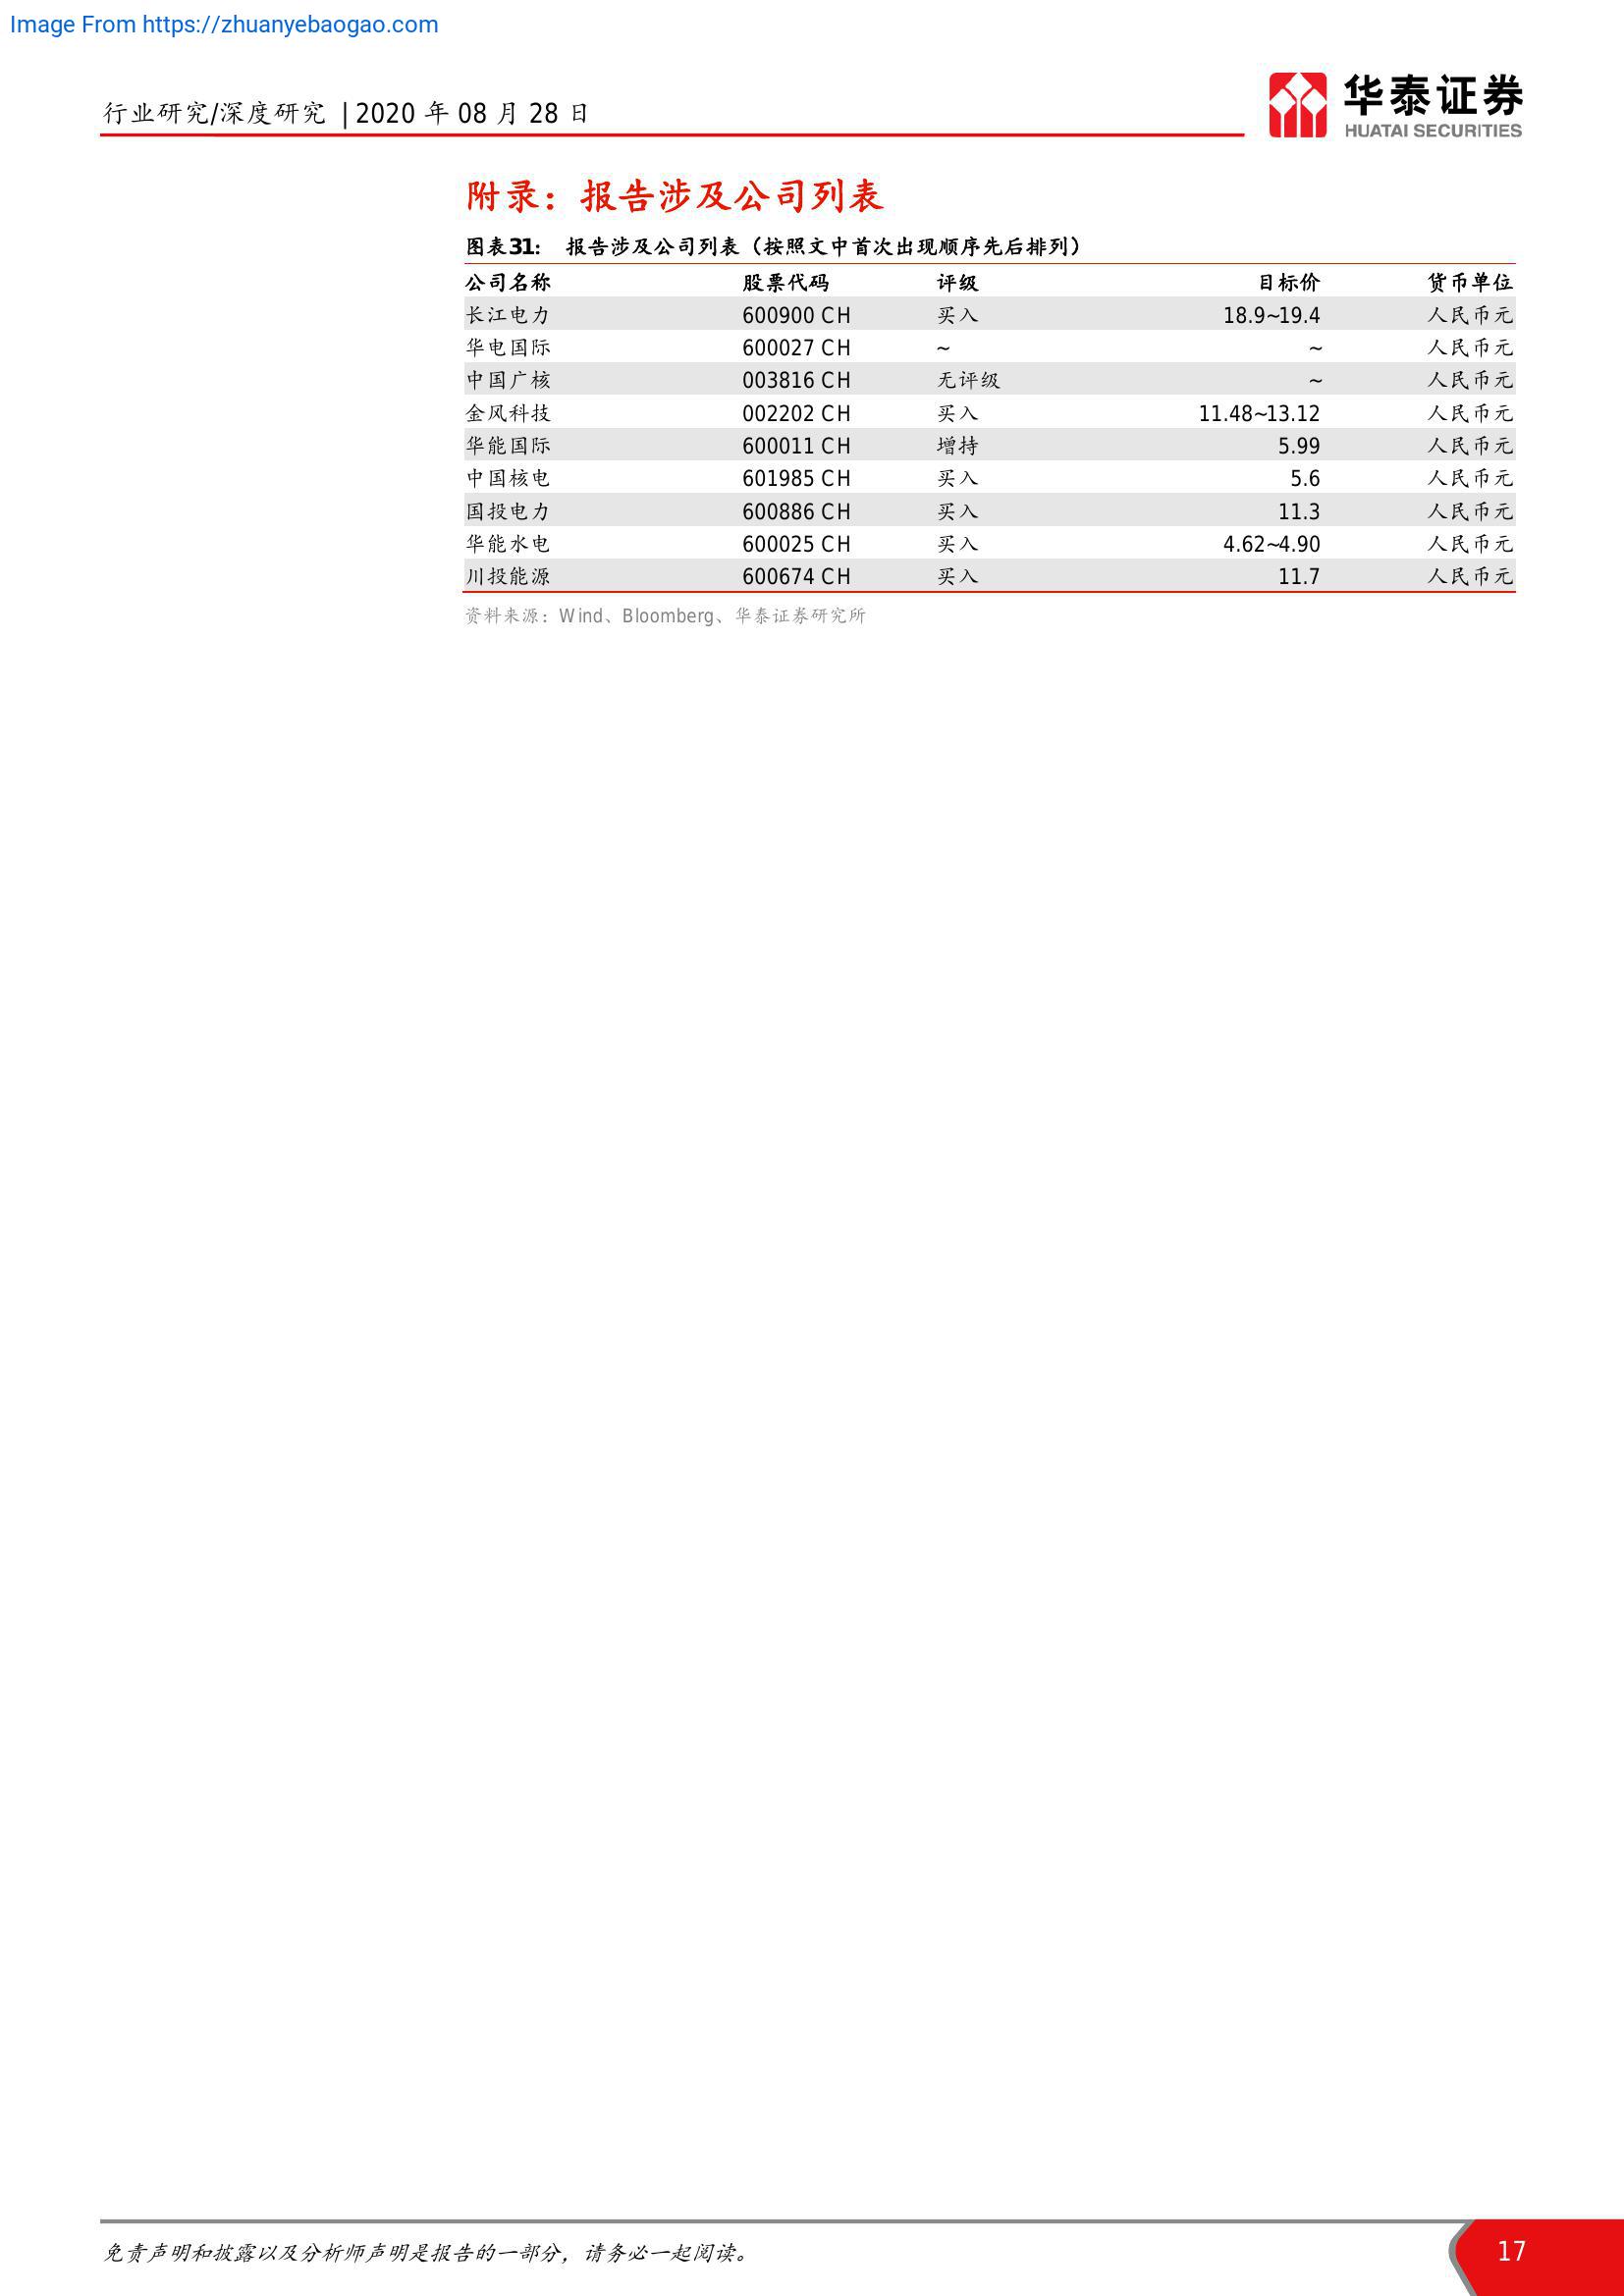 Image From https://zhuanyebaogao.com
行业研究/深度研究 | 2020 年 08 月 28 日
华泰证券
HUATAI SECURITIES
附录：报告涉及公司列表
图表31： 报告涉及公司列表（按照文中首次出现顺序先后排列）
公司名称 股票代码 评级 目标价 货币单位
长江电力 600900 CH 买入 18.9~19.4 人民币元
华电国际 600027 CH ~ ~ 人民币元
中国广核 003816 CH 无评级 ~ 人民币元
金风科技 002202 CH 买入 11.48~13.12 人民币元
华能国际 600011 CH 增持 5.99 人民币元
中国核电 601985 CH 买入 5.6 人民币元
国投电力 600886 CH 买入 11.3 人民币元
华能水电 600025 CH 买入 4.62~4.90 人民币元
川投能源 600674 CH 买入 11.7 人民币元
资料来源：Wind、Bloomberg、华泰证券研究所
免责声明和披露以及分析师声明是报告的一部分，请务必一起阅读。
17